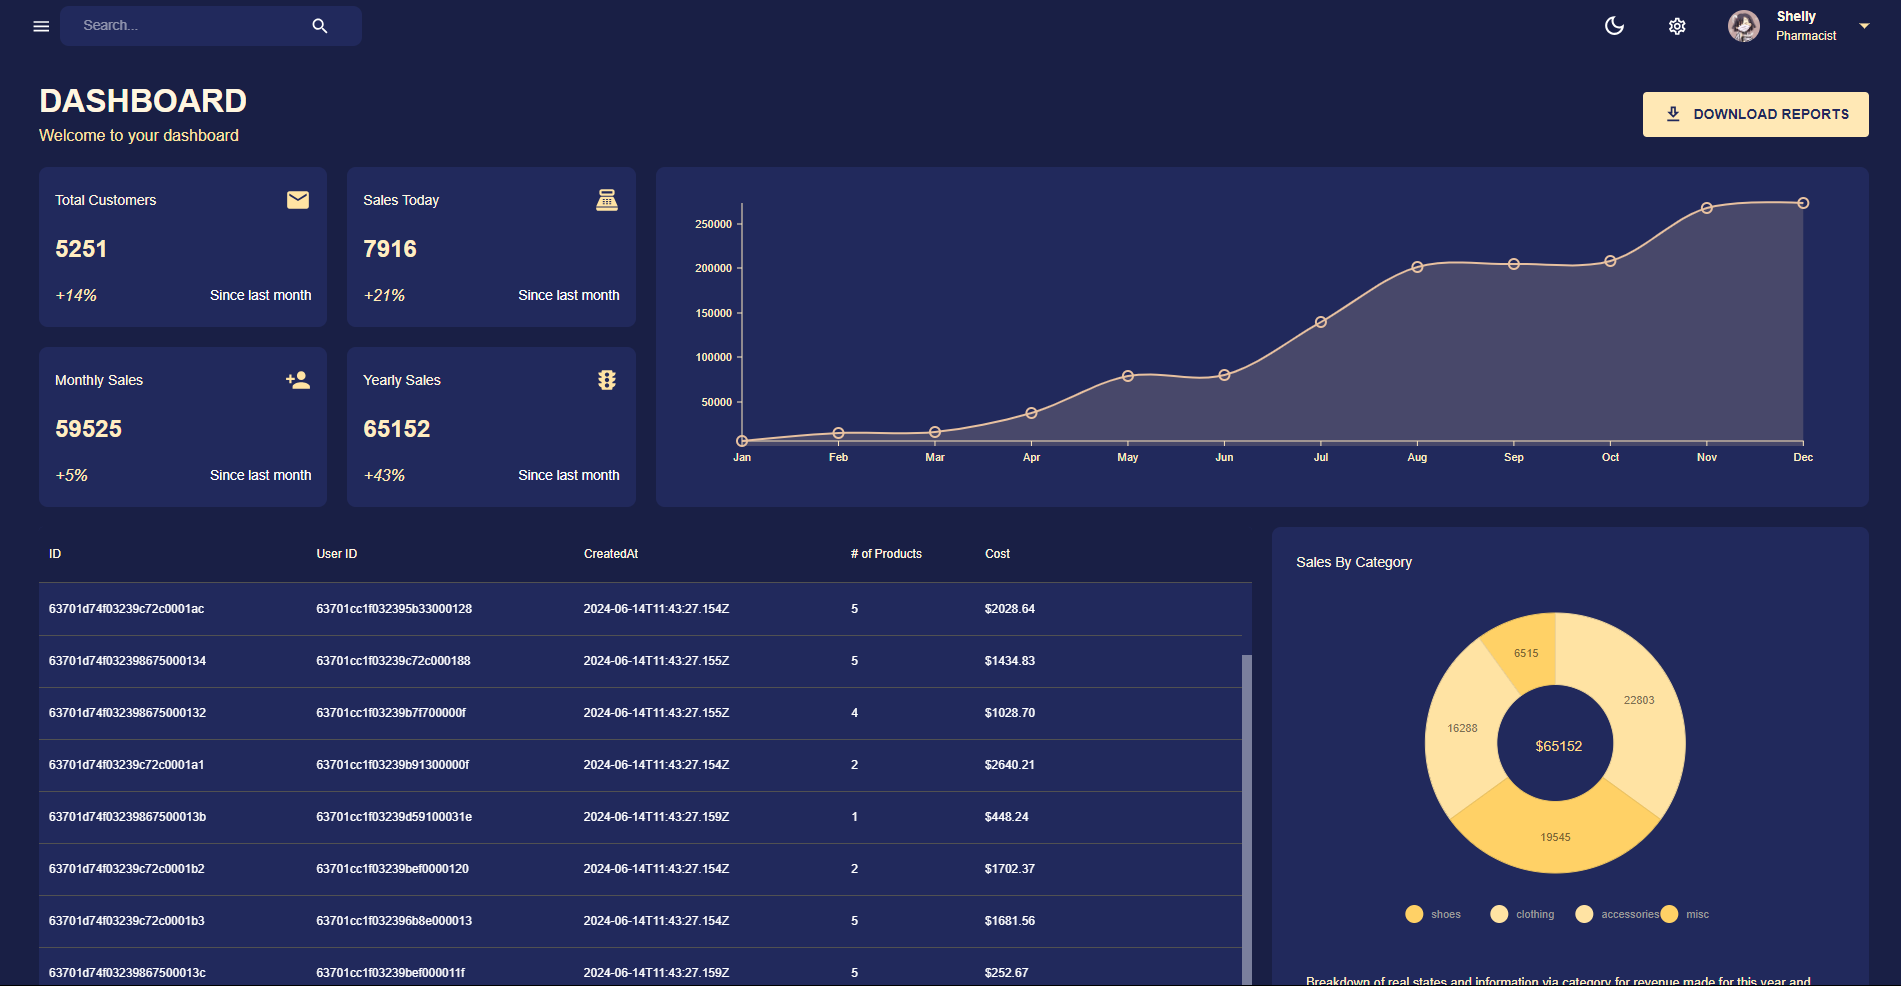 Search...
Shelly
Pharmacist
DASHBOARD
Welcome to your dashboard
DOWNLOAD REPORTS
Total Customers
5251
+14% Since last month
Sales Today
7916
+21% Since last month
Monthly Sales
59525
+5% Since last month
Yearly Sales
65152
+43% Since last month
250000
200000
150000
100000
50000
Jan Feb Mar Apr May Jun Jul Aug Sep Oct Nov Dec
ID User ID CreatedAt # of Products Cost
63701d74f03239c72c0001ac 63701cc1f032395b33000128 2024-06-14T11:43:27.154Z 5 $2028.64
63701d74f032398675000134 63701cc1f03239c72c000188 2024-06-14T11:43:27.155Z 5 $1434.83
63701d74f032398675000132 63701cc1f03239b7f700000f 2024-06-14T11:43:27.155Z 4 $1028.70
63701d74f03239c72c0001a1 63701cc1f03239b91300000f 2024-06-14T11:43:27.154Z 2 $2640.21
63701d74f03239867500013b 63701cc1f03239d59100031e 2024-06-14T11:43:27.159Z 1 $448.24
63701d74f03239c72c0001b2 63701cc1f03239bef0000120 2024-06-14T11:43:27.154Z 2 $1702.37
63701d74f03239c72c0001b3 63701cc1f032396b8e000013 2024-06-14T11:43:27.154Z 5 $1681.56
63701d74f03239867500013c 63701cc1f03239bef000011f 2024-06-14T11:43:27.159Z 5 $252.67
Sales By Category
6515
22803
16288
$65152
19545
shoes clothing accessories misc
Breakdown of real states and information via category for revenue made for this year and